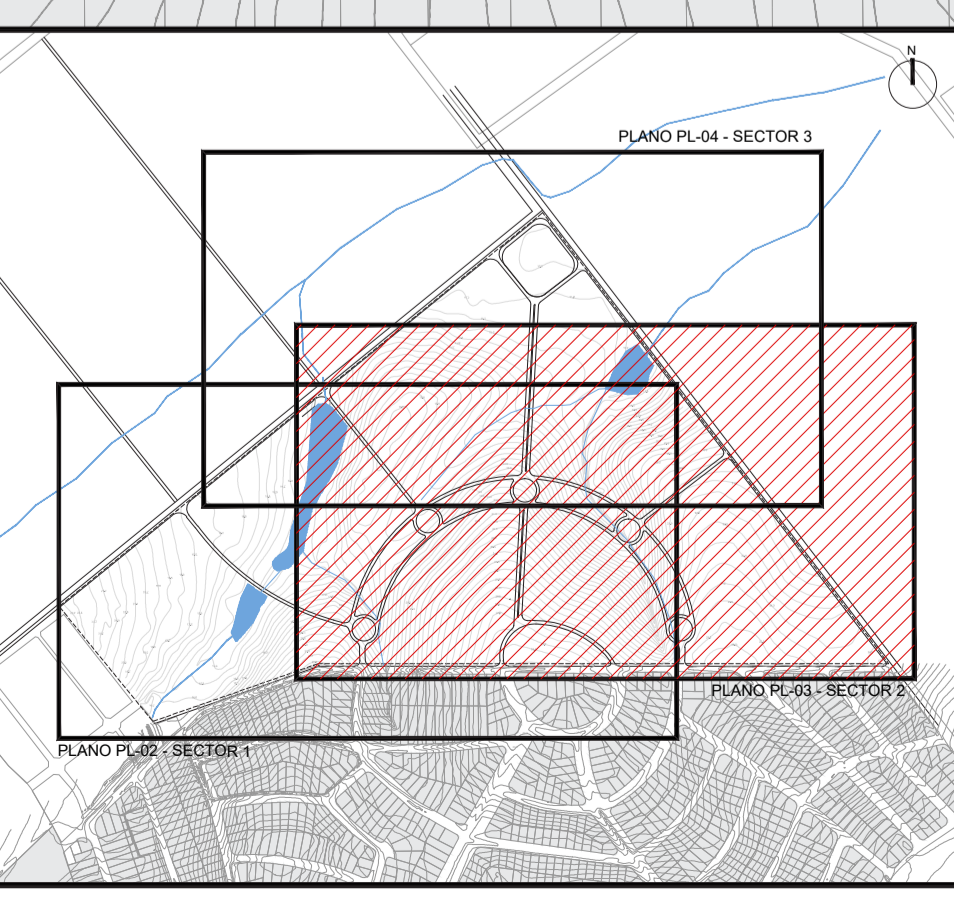 N
PLANO PL-04 - SECTOR 3
PLANO PL-03 - SECTOR 2
PLANO PL-02 - SECTOR 1